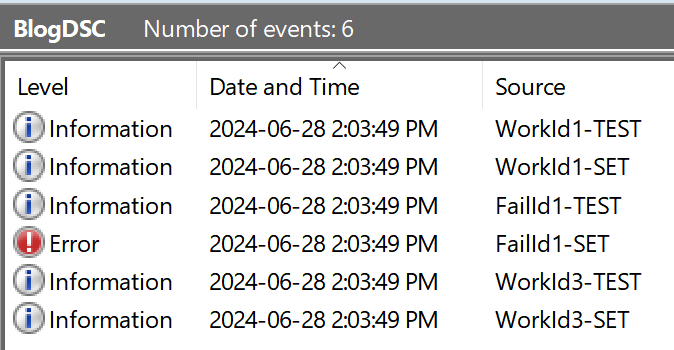 BlogDSC Number of events: 6
Level Date and Time Source
Information 2024-06-28 2:03:49 PM WorkId1-TEST
Information 2024-06-28 2:03:49 PM WorkId1-SET
Information 2024-06-28 2:03:49 PM FailId1-TEST
Error 2024-06-28 2:03:49 PM FailId1-SET
Information 2024-06-28 2:03:49 PM WorkId3-TEST
Information 2024-06-28 2:03:49 PM WorkId3-SET